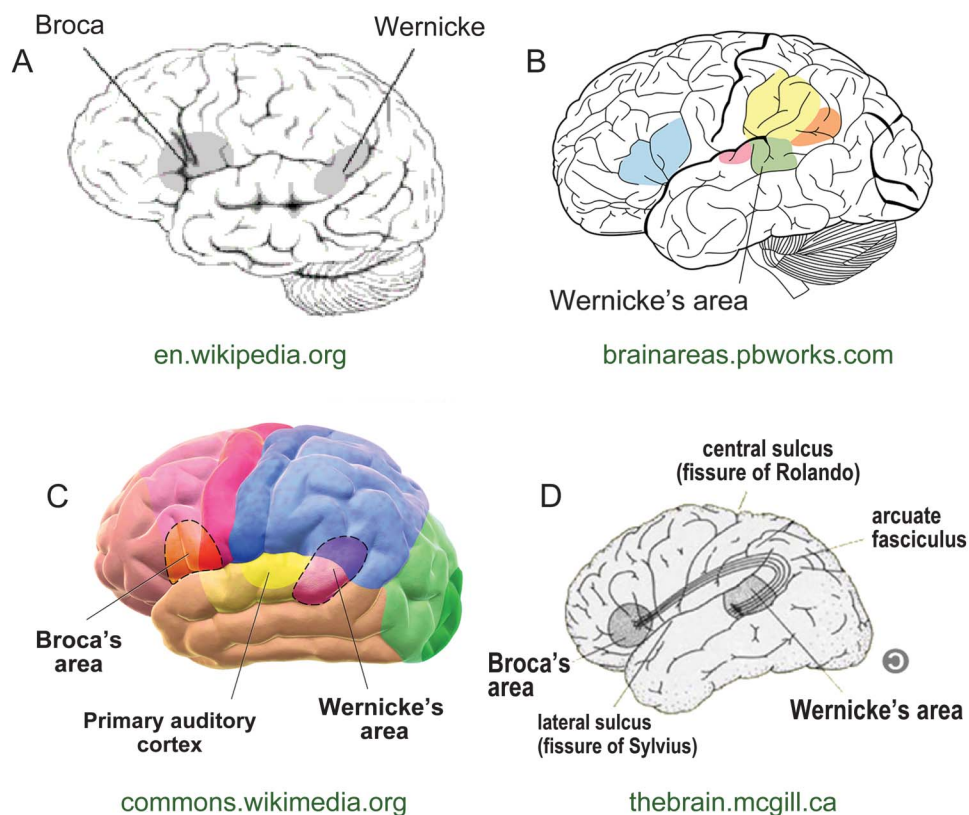 Broca
Wernicke
A
en.wikipedia.org
B
Wernicke’s area
brainareas.pbworks.com
C
Broca’s
area
Primary auditory
cortex
Wernicke’s
area
commons.wikimedia.org
central sulcus
(fissure of Rolando)
D
arcuate
fasciculus
Broca’s
area
lateral sulcus
(fissure of Sylvius)
Wernicke’s area
thebrain.mcgill.ca